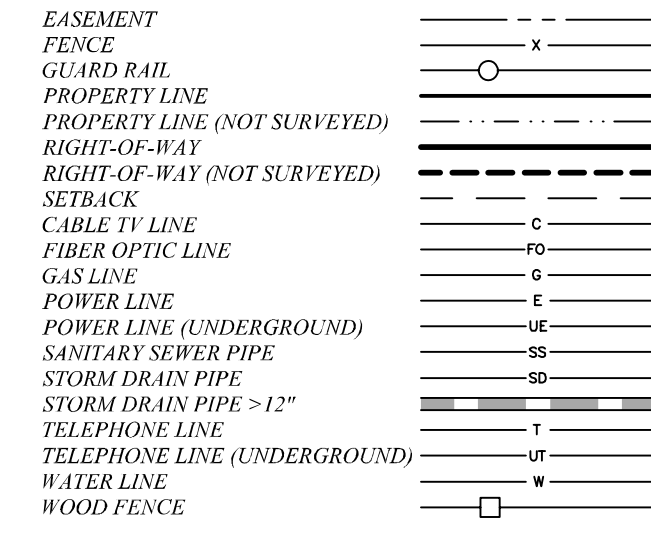 EASEMENT
FENCE X
GUARD RAIL
PROPERTY LINE
PROPERTY LINE (NOT SURVEYED)
RIGHT-OF-WAY
RIGHT-OF-WAY (NOT SURVEYED)
SETBACK
CABLE TV LINE C
FIBER OPTIC LINE FO
GAS LINE G
POWER LINE E
POWER LINE (UNDERGROUND) UE
SANITARY SEWER PIPE SS
STORM DRAIN PIPE SD
STORM DRAIN PIPE >12"
TELEPHONE LINE T
TELEPHONE LINE (UNDERGROUND) UT
WATER LINE W
WOOD FENCE